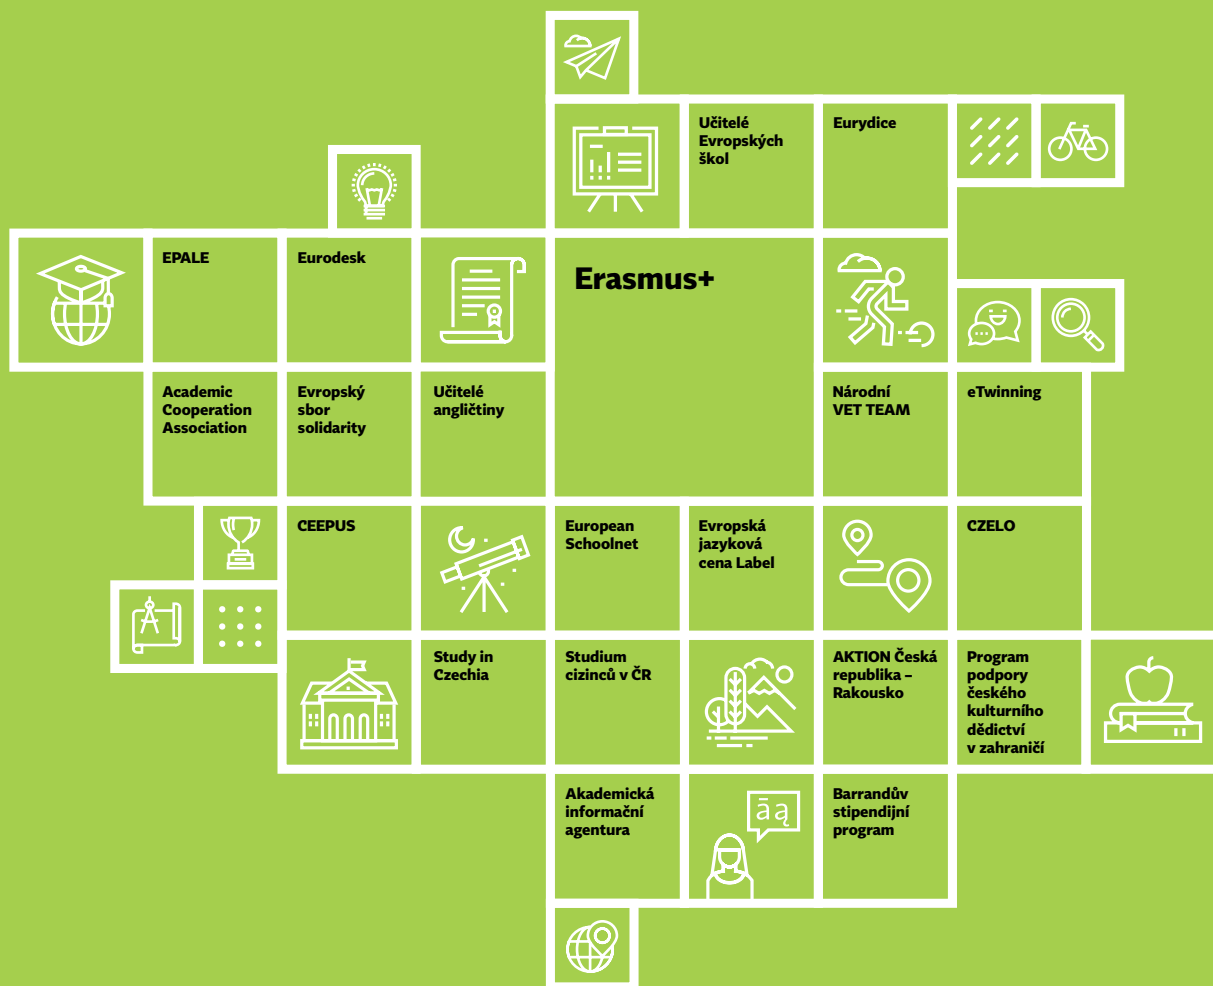 Učitelé
Evropských
škol
Eurydice
EPALE
Eurodesk
Erasmus+
Academic
Cooperation
Association
Evropský
sbor
solidarity
Učitelé
angličtiny
Národní
VET TEAM
eTwinning
CEEPUS
European
Schoolnet
Evropská
jazyková
cena Label
CZELO
Study in
Czechia
Studium
cizinců v ČR
AKTION Česká
republika –
Rakousko
Program
podpory
českého
kulturního
dědictví
v zahraničí
Akademická
informační
agentura
āą
Barrandův
stipendijní
program